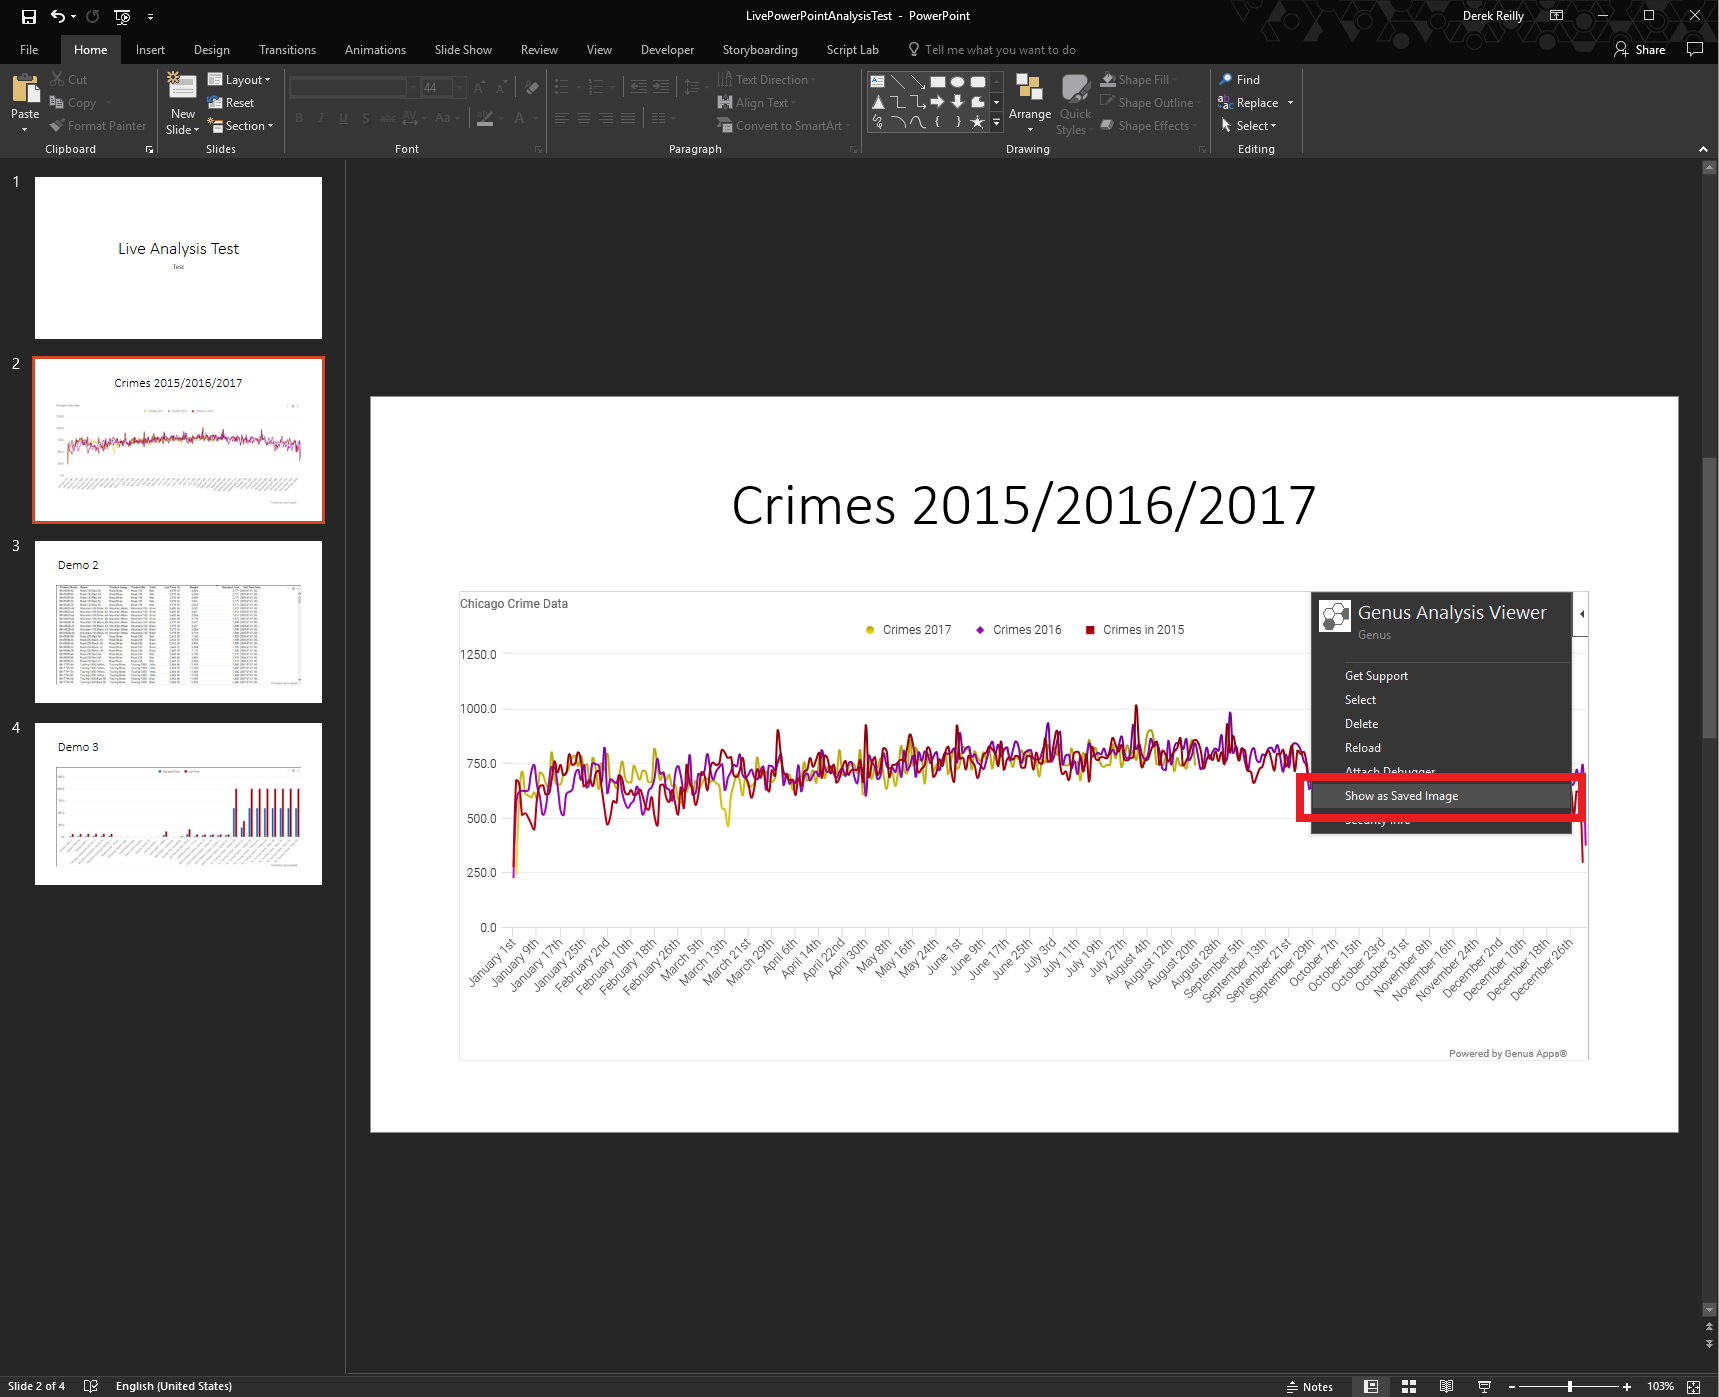 LivePowerPointAnalysisTest - PowerPoint
Derek Reilly
File Home Insert Design Transitions Animations Slide Show Review View Developer Storyboarding Script Lab Tell me what you want to do
Share
Paste
Cut
Copy
Format Painter
Clipboard
New Slide
Layout
Reset
Section
Slides
44
Font
Text Direction
Align Text
Convert to SmartArt
Paragraph
Arrange
Quick Styles
Shape Fill
Shape Outline
Shape Effects
Drawing
Find
Replace
Select
Editing
1
Live Analysis Test
Test
2
Crimes 2015/2016/2017
3
Demo 2
4
Demo 3
Crimes 2015/2016/2017
Chicago Crime Data
Crimes 2017 Crimes 2016 Crimes in 2015
1250.0
1000.0
750.0
500.0
250.0
0.0
January 1st
January 9th
January 17th
January 25th
February 2nd
February 10th
February 18th
February 26th
March 5th
March 13th
March 21st
March 29th
April 6th
April 14th
April 22nd
April 30th
May 8th
May 16th
May 24th
June 1st
June 9th
June 17th
June 25th
July 3rd
July 11th
July 19th
July 27th
August 4th
August 12th
August 20th
August 28th
September 5th
September 13th
September 21st
September 29th
October 7th
October 15th
October 23rd
October 31st
November 8th
November 16th
November 24th
December 2nd
December 10th
December 18th
December 26th
Powered by Genus Apps®
Genus Analysis Viewer
Genus
Get Support
Select
Delete
Reload
Attach Debugger
Show as Saved Image
Security Info
Slide 2 of 4
English (United States)
Notes
103%